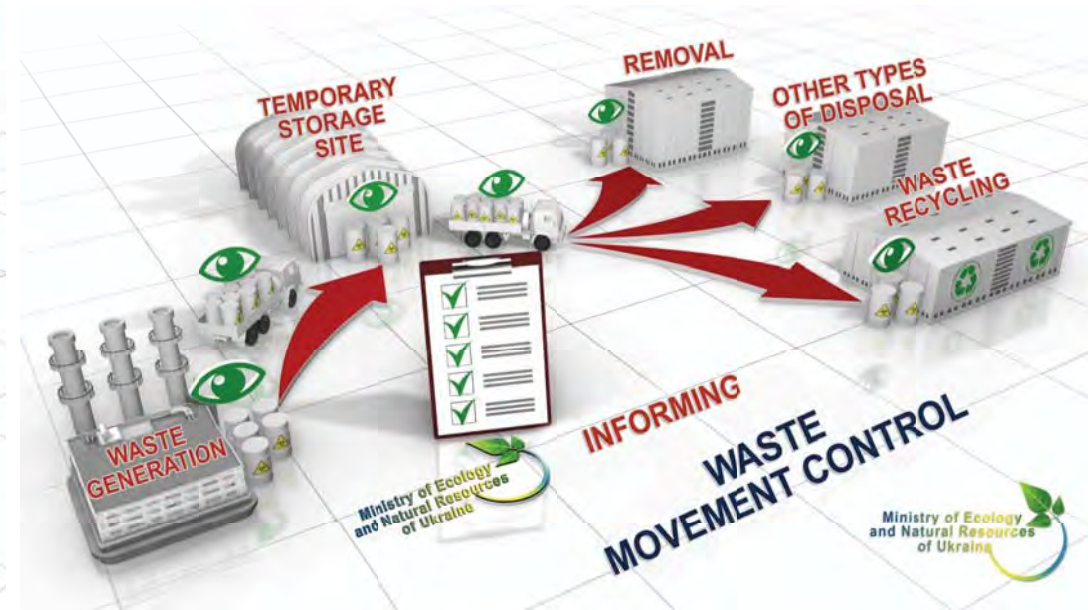 REMOVAL
TEMPORARY
STORAGE
SITE
OTHER TYPES
OF DISPOSAL
WASTE
RECYCLING
WASTE
GENERATION
INFORMING
WASTE
MOVEMENT CONTROL
Ministry of Ecology
and Natural Resources
of Ukraine
Ministry of Ecology
and Natural Resources
of Ukraine